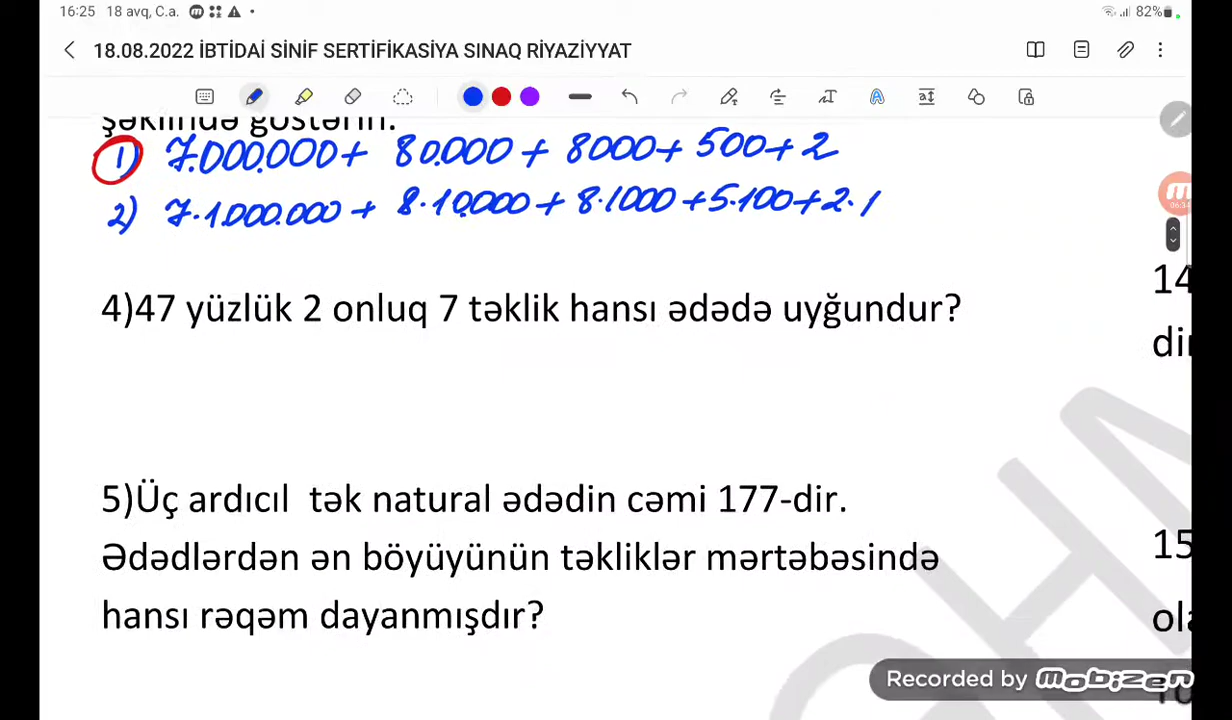 16:25 18 avq, C.a.
82%
18.08.2022 İBTİDAİ SİNİF SERTİFİKASİYA SINAQ RİYAZİYYAT
şəklində göstərin.
1) 7.000.000+ 80.000 + 8000+ 500+2
2) 7·1.000.000 + 8·10.000 + 8·1000+5·100+2·1
4)47 yüzlük 2 onluq 7 təklik hansı ədədə uyğundur?
5)Üç ardıcıl tək natural ədədin cəmi 177-dir.
Ədədlərdən ən böyüyünün təkliklər mərtəbəsində
hansı rəqəm dayanmışdır?
14
15
Recorded by mobizen